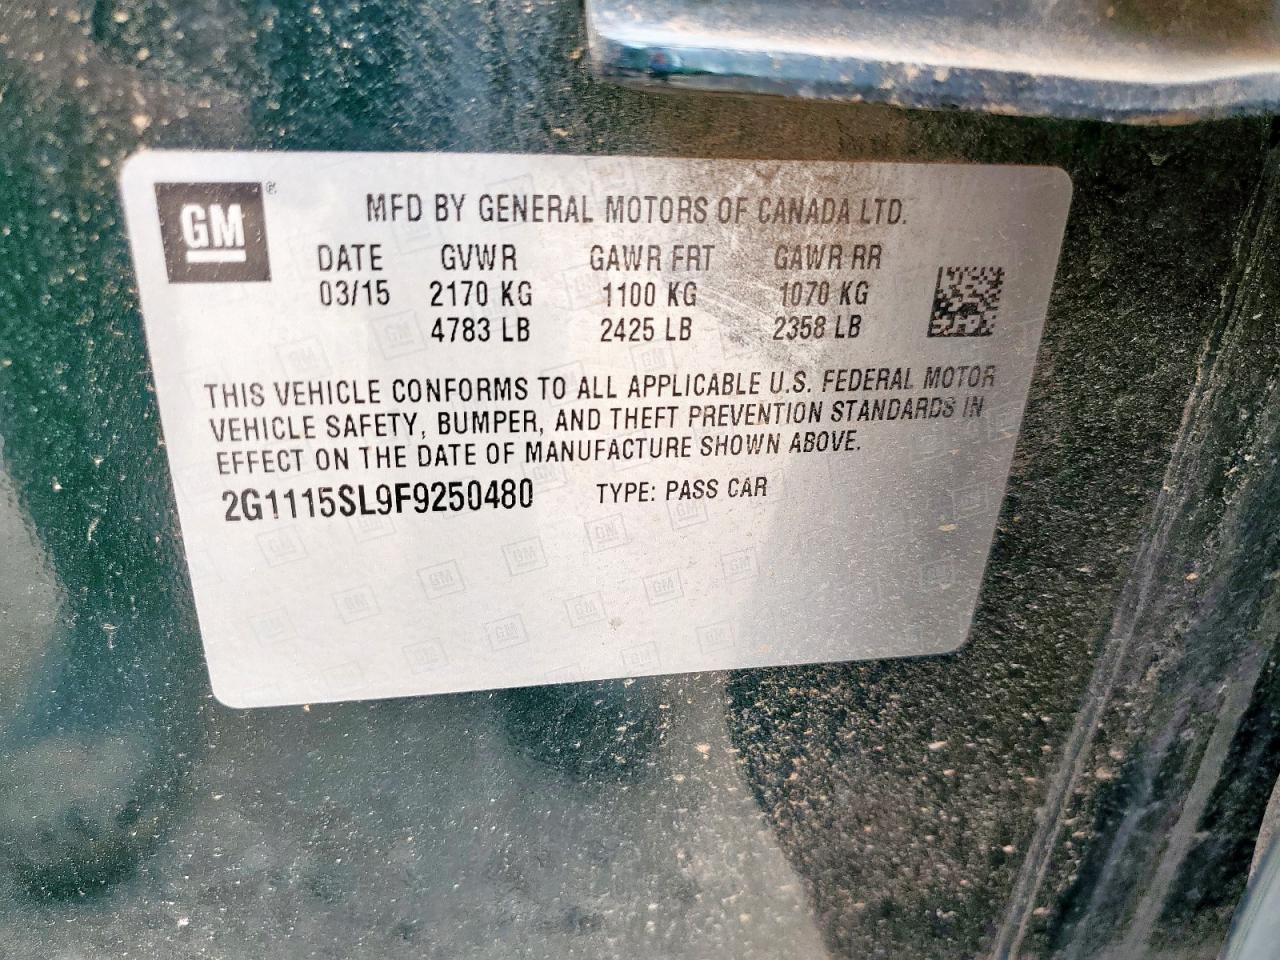 GM
MFD BY GENERAL MOTORS OF CANADA LTD.
DATE GVWR GAWR FRT GAWR RR
03/15 2170 KG 1100 KG 1070 KG
4783 LB 2425 LB 2358 LB
THIS VEHICLE CONFORMS TO ALL APPLICABLE U.S. FEDERAL MOTOR
VEHICLE SAFETY, BUMPER, AND THEFT PREVENTION STANDARDS IN
EFFECT ON THE DATE OF MANUFACTURE SHOWN ABOVE.
2G1115SL9F9250480 TYPE: PASS CAR